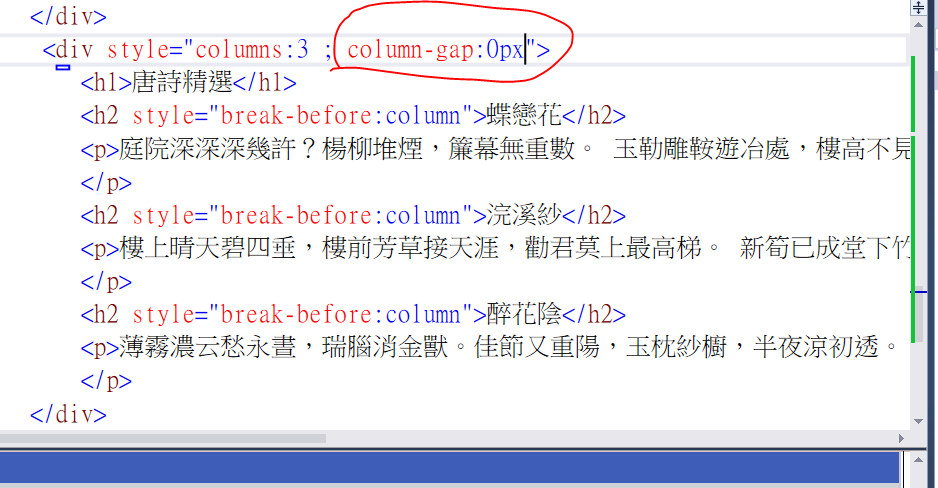 </div>
<div style="columns:3 ; column-gap:0px">
<h1>唐詩精選</h1>
<h2 style="break-before:column">蝶戀花</h2>
<p>庭院深深深幾許？楊柳堆煙，簾幕無重數。 玉勒雕鞍遊冶處，樓高不見
</p>
<h2 style="break-before:column">浣溪紗</h2>
<p>樓上晴天碧四垂，樓前芳草接天涯，勸君莫上最高梯。 新筍已成堂下竹
</p>
<h2 style="break-before:column">醉花陰</h2>
<p>薄霧濃云愁永晝，瑞腦消金獸。佳節又重陽，玉枕紗櫥，半夜涼初透。
</p>
</div>